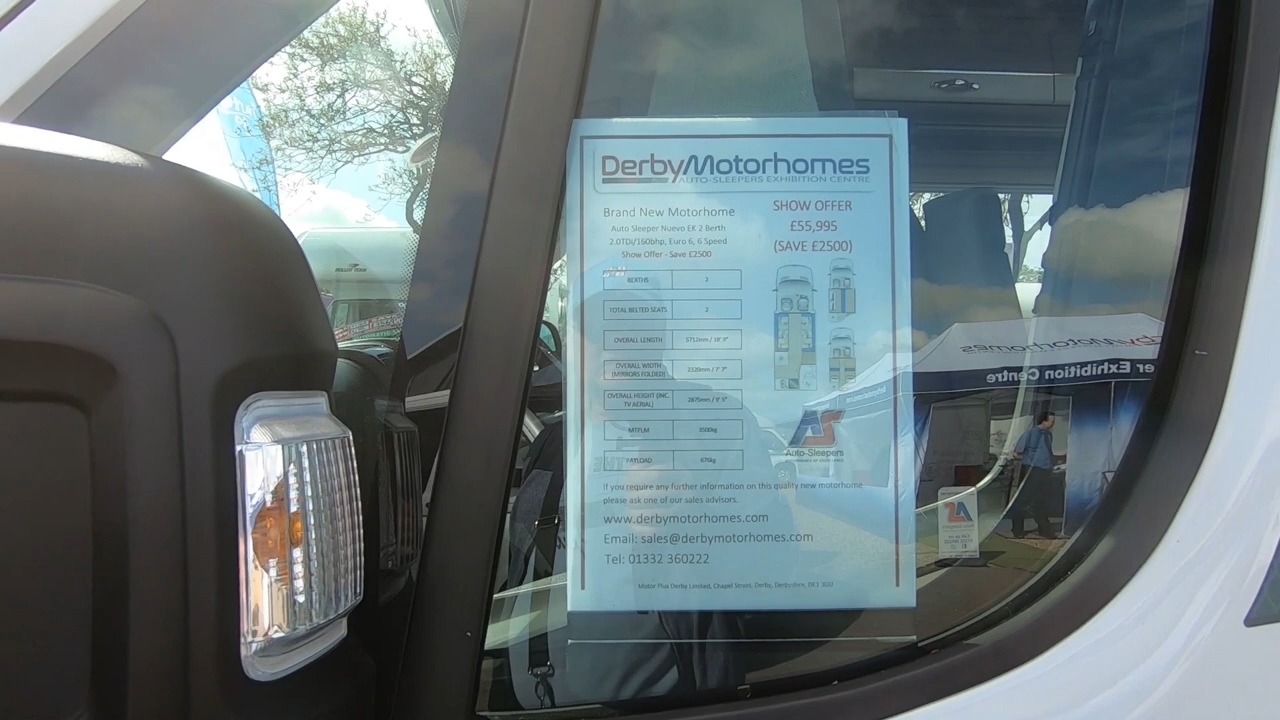 DerbyMotorhomes
AUTO-SLEEPERS EXHIBITION CENTRE
Brand New Motorhome
Auto Sleeper Nuevo EK 2 Berth
2.0TDI/160bhp, Euro 6, 6 Speed
Show Offer - Save £2500
SHOW OFFER
£55,995
(SAVE £2500)
BERTHS 2
TOTAL BELTED SEATS 2
OVERALL LENGTH 5712mm / 18' 9"
OVERALL WIDTH (MIRRORS FOLDED) 2320mm / 7' 7"
OVERALL HEIGHT (INC. TV AERIAL) 2875mm / 9' 5"
MTPLM 3500kg
PAYLOAD 676kg
AS
Auto-Sleepers
If you require any further information on this quality new motorhome
please ask one of our sales advisors.
www.derbymotorhomes.com
Email: sales@derbymotorhomes.com
Tel: 01332 360222
Motor Plus Derby Limited, Chapel Street, Derby, Derbyshire, DE1 3GU
rbyMotorhomes
er Exhibition Centre